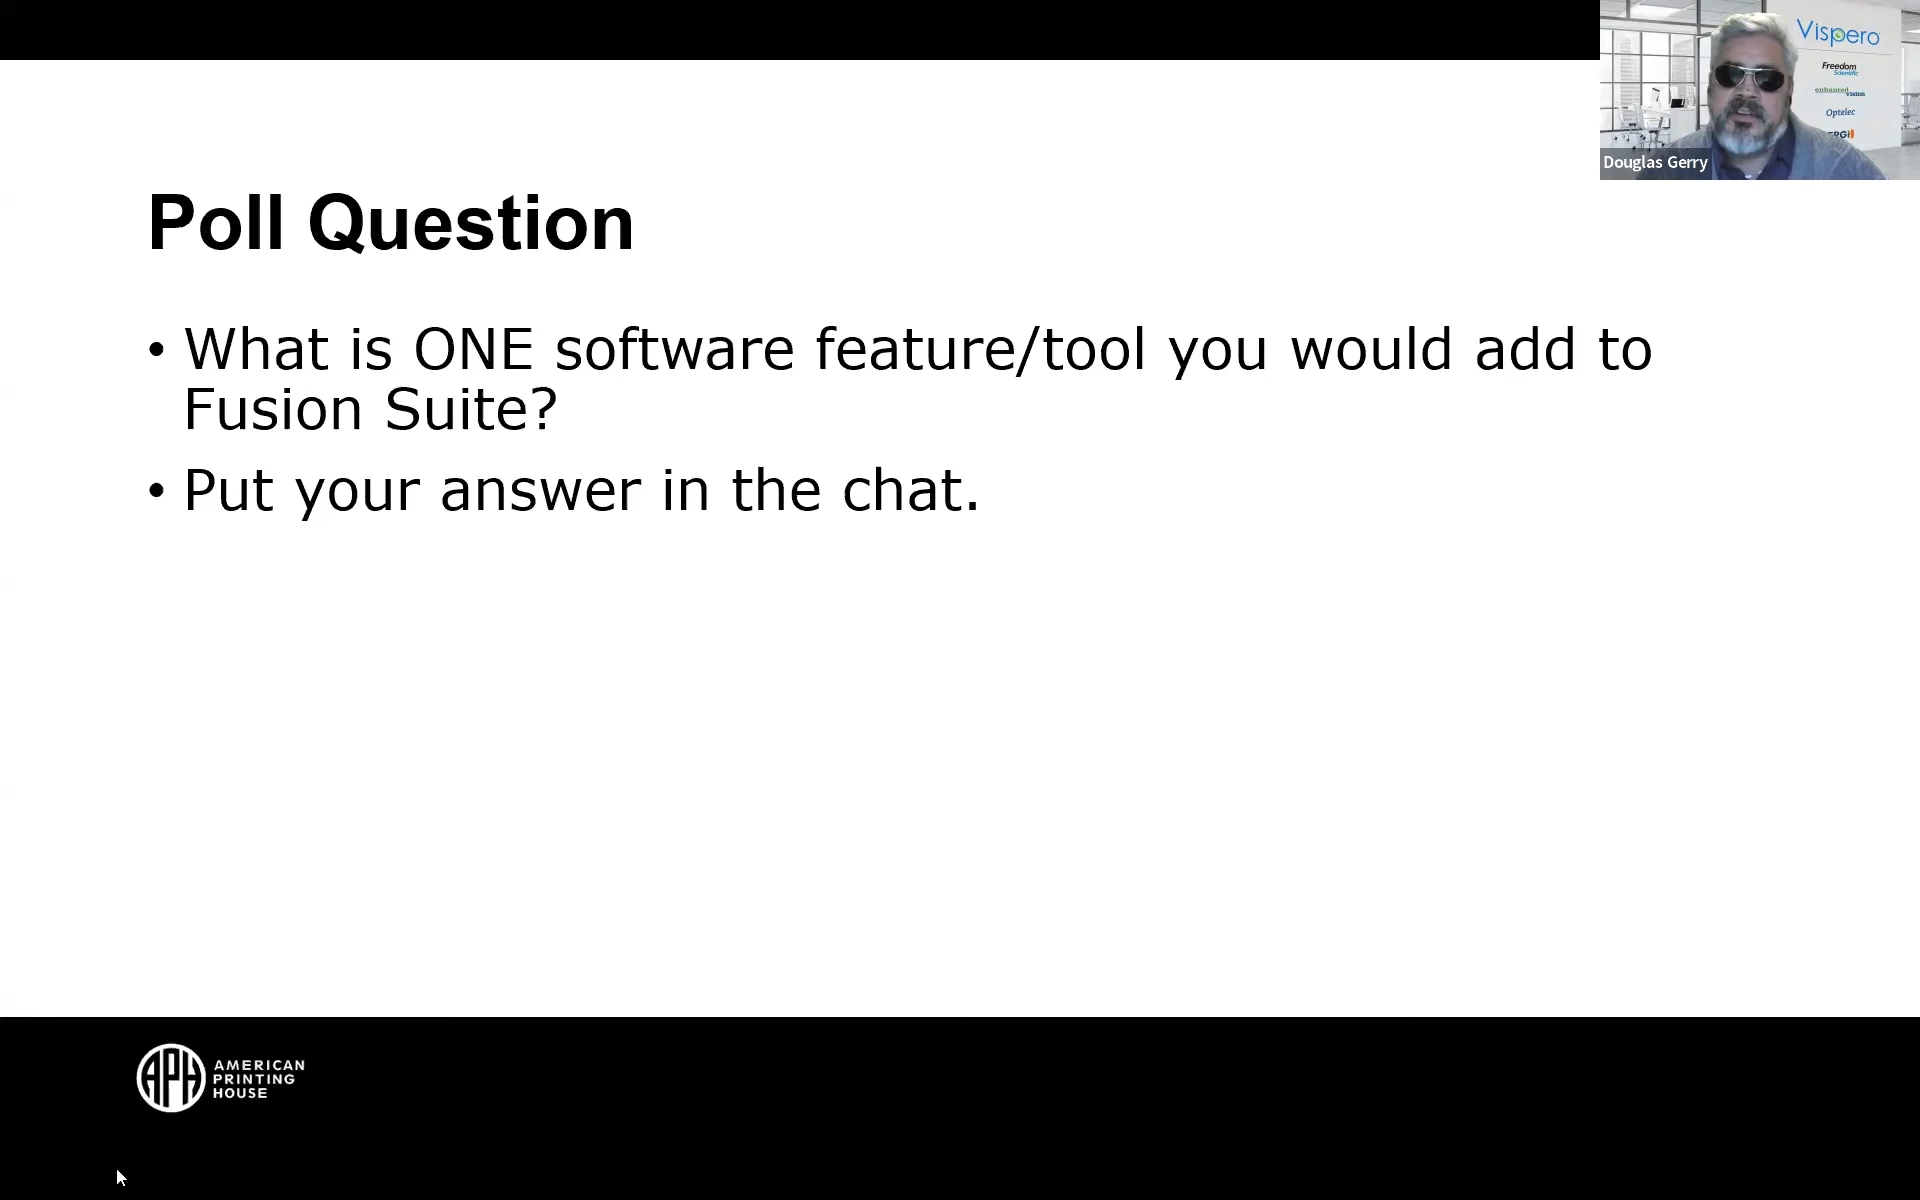 Vispero
Freedom
Scientific
enhanced
vision
Optelec
Douglas Gerry
Poll Question
• What is ONE software feature/tool you would add to
Fusion Suite?
• Put your answer in the chat.
APH
AMERICAN
PRINTING
HOUSE